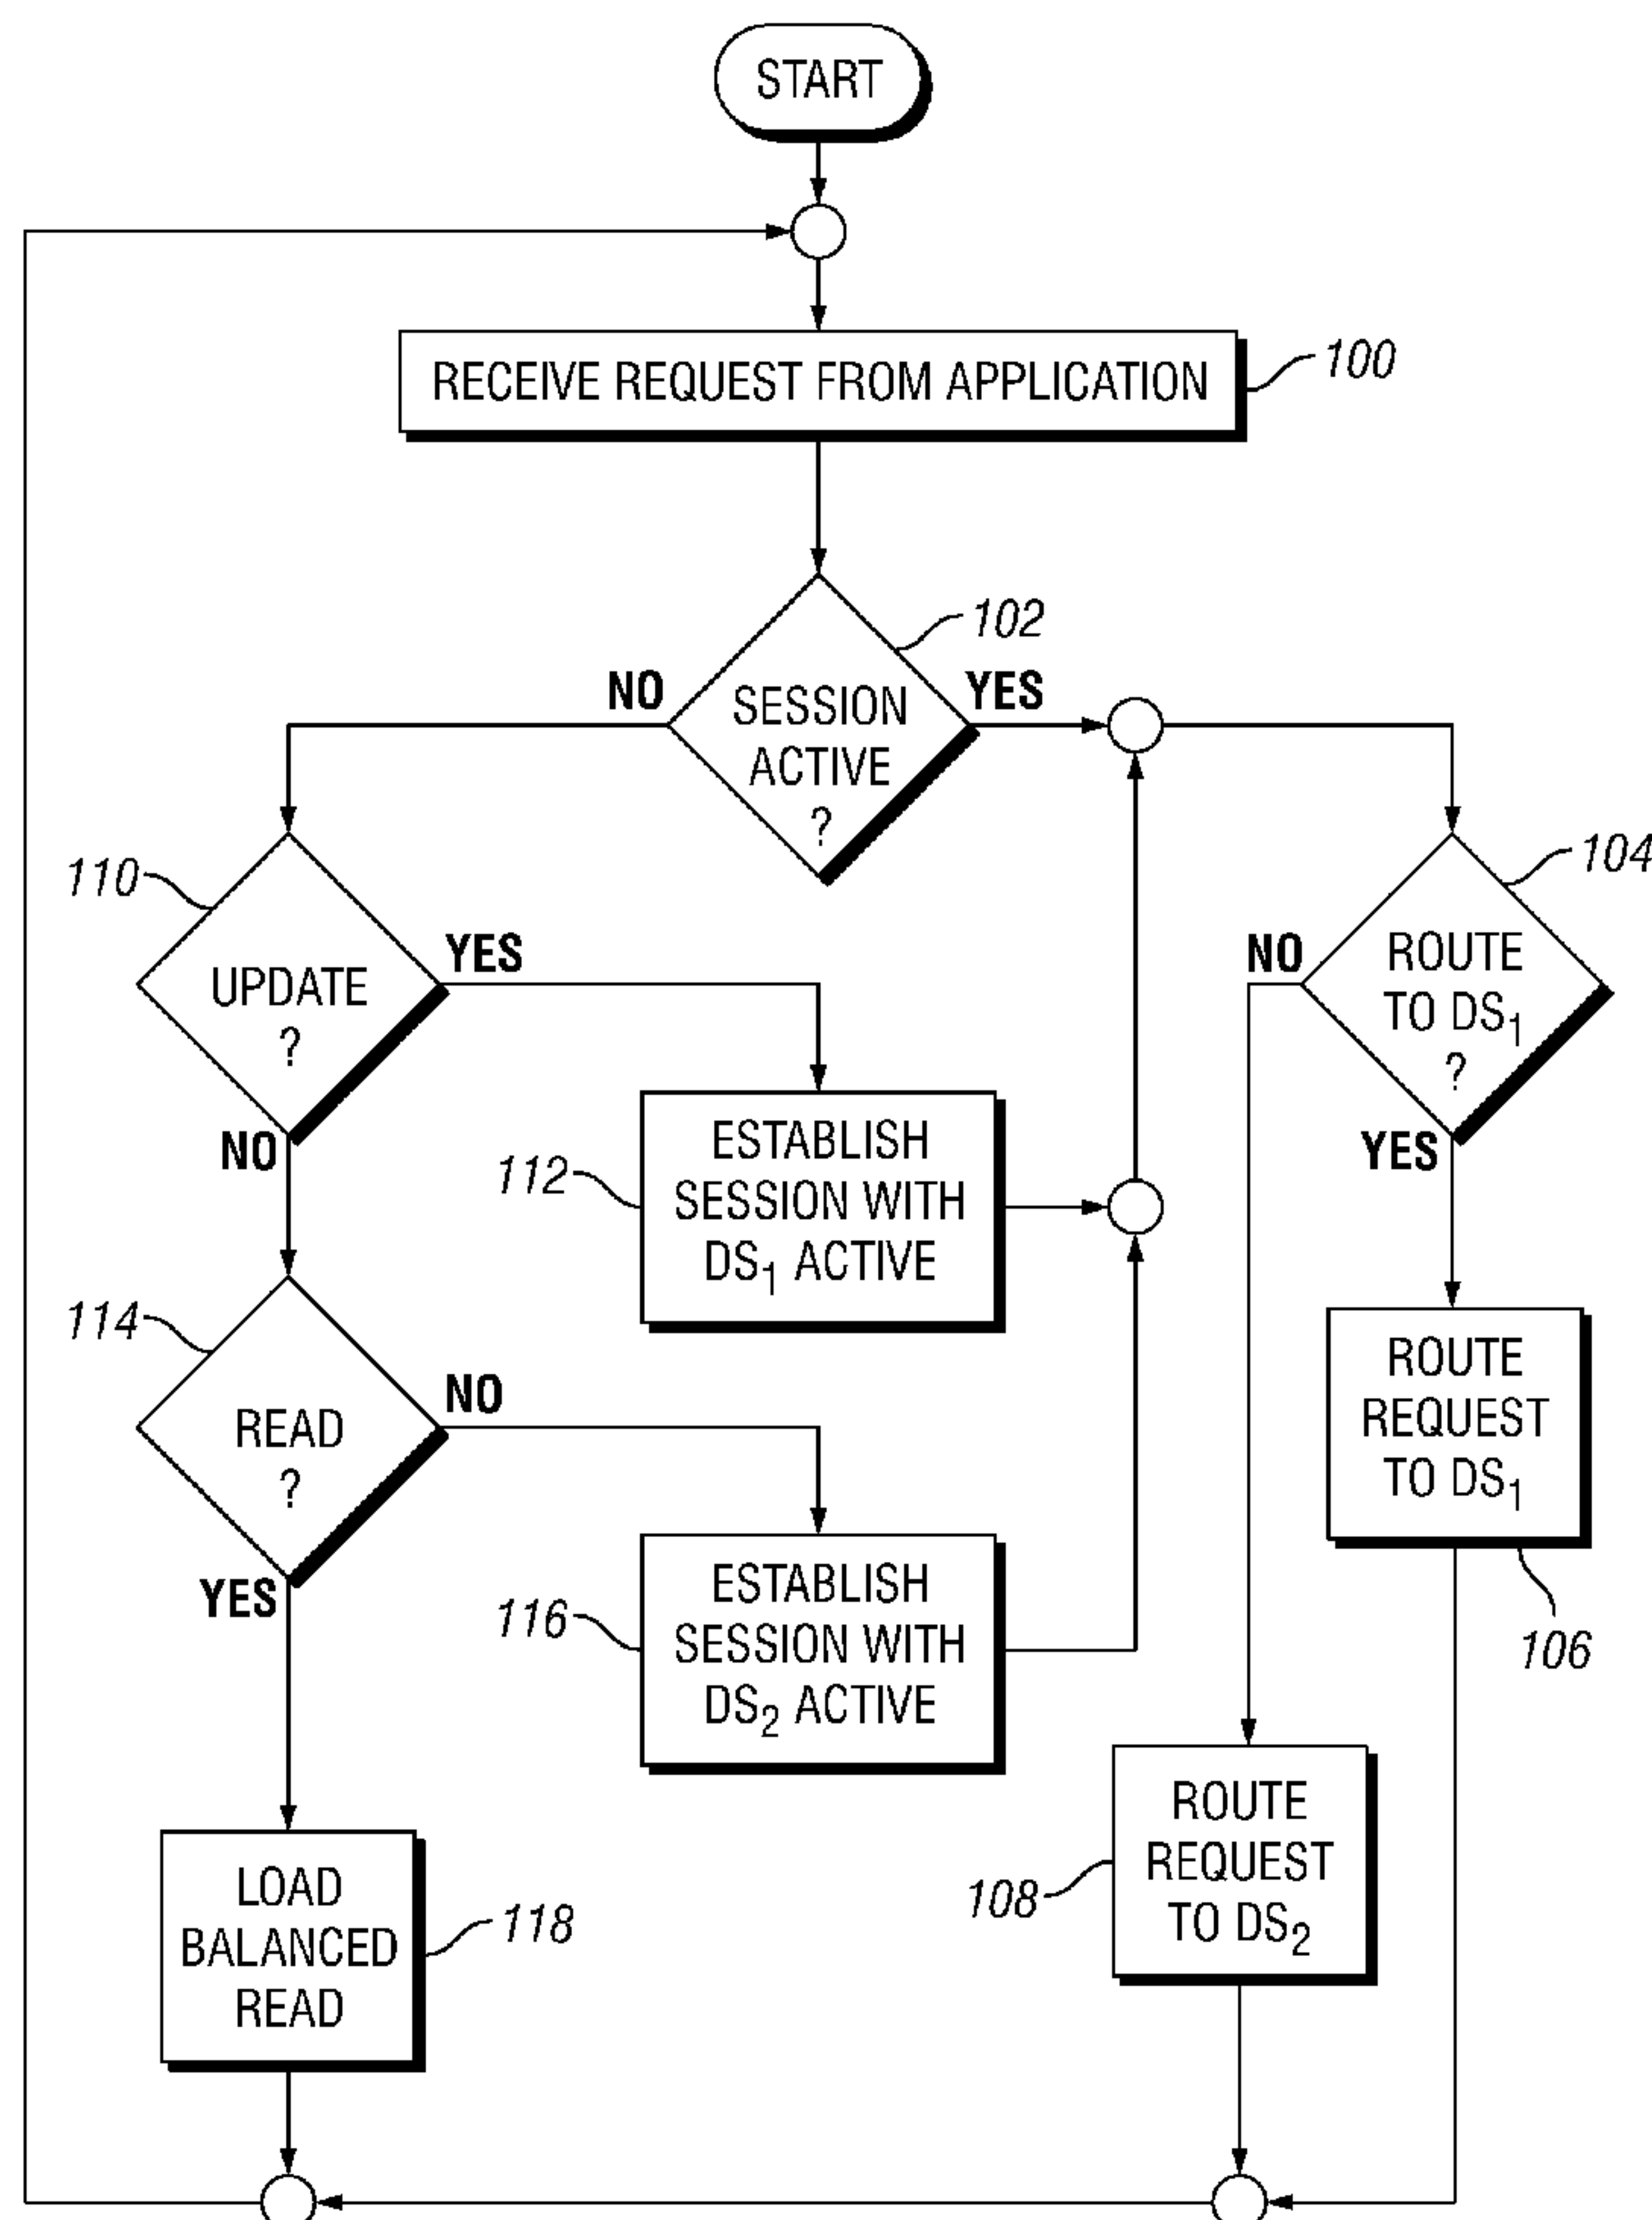 START
RECEIVE REQUEST FROM APPLICATION
100
102
NO
SESSION
ACTIVE
?
YES
110
UPDATE
?
YES
NO
104
NO
ROUTE
TO DS1
?
YES
112
ESTABLISH
SESSION WITH
DS1 ACTIVE
114
READ
?
NO
YES
116
ESTABLISH
SESSION WITH
DS2 ACTIVE
ROUTE
REQUEST
TO DS1
106
108
ROUTE
REQUEST
TO DS2
LOAD
BALANCED
READ
118